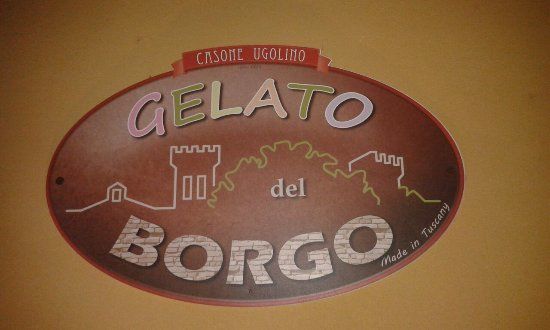 CASONE UGOLINO
GELATO
del
BORGO
Made in Tuscany